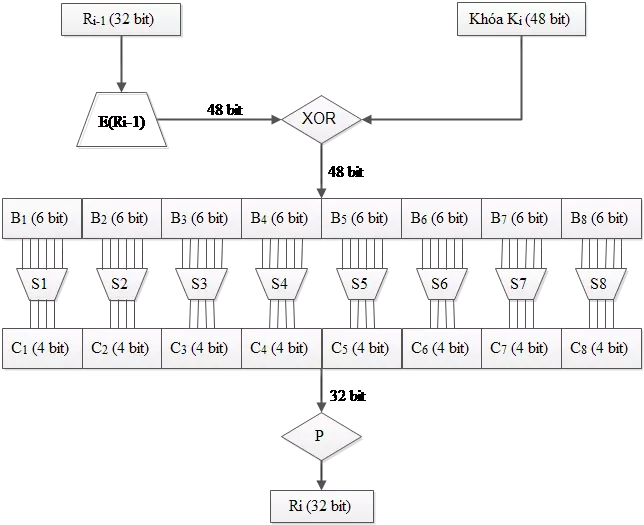 Ri-1 (32 bit) Khóa Ki (48 bit)
E(Ri-1) 48 bit XOR
48 bit
B1 (6 bit) B2 (6 bit) B3 (6 bit) B4 (6 bit) B5 (6 bit) B6 (6 bit) B7 (6 bit) B8 (6 bit)
S1 S2 S3 S4 S5 S6 S7 S8
C1 (4 bit) C2 (4 bit) C3 (4 bit) C4 (4 bit) C5 (4 bit) C6 (4 bit) C7 (4 bit) C8 (4 bit)
32 bit
P
Ri (32 bit)